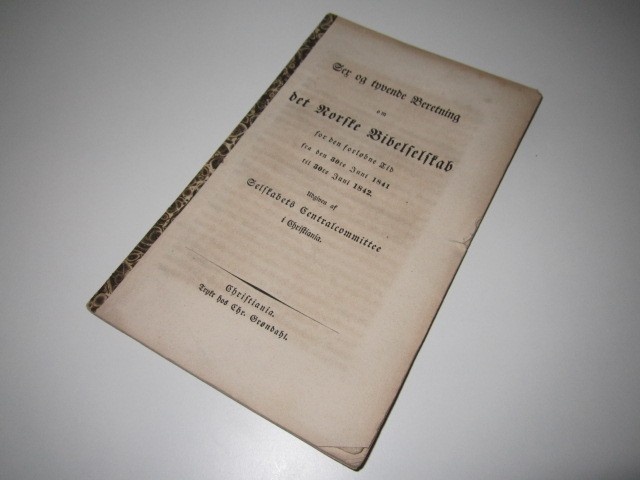 Sex og tyvende Beretning
om
det Norske Bibelselskab
for den forløbne Tid
fra den 30te Juni 1841
til 30te Juni 1842.
Udgiven af
Selskabets Centralcommittee
i Christiania.
Christiania.
Trykt hos Chr. Grøndahl.